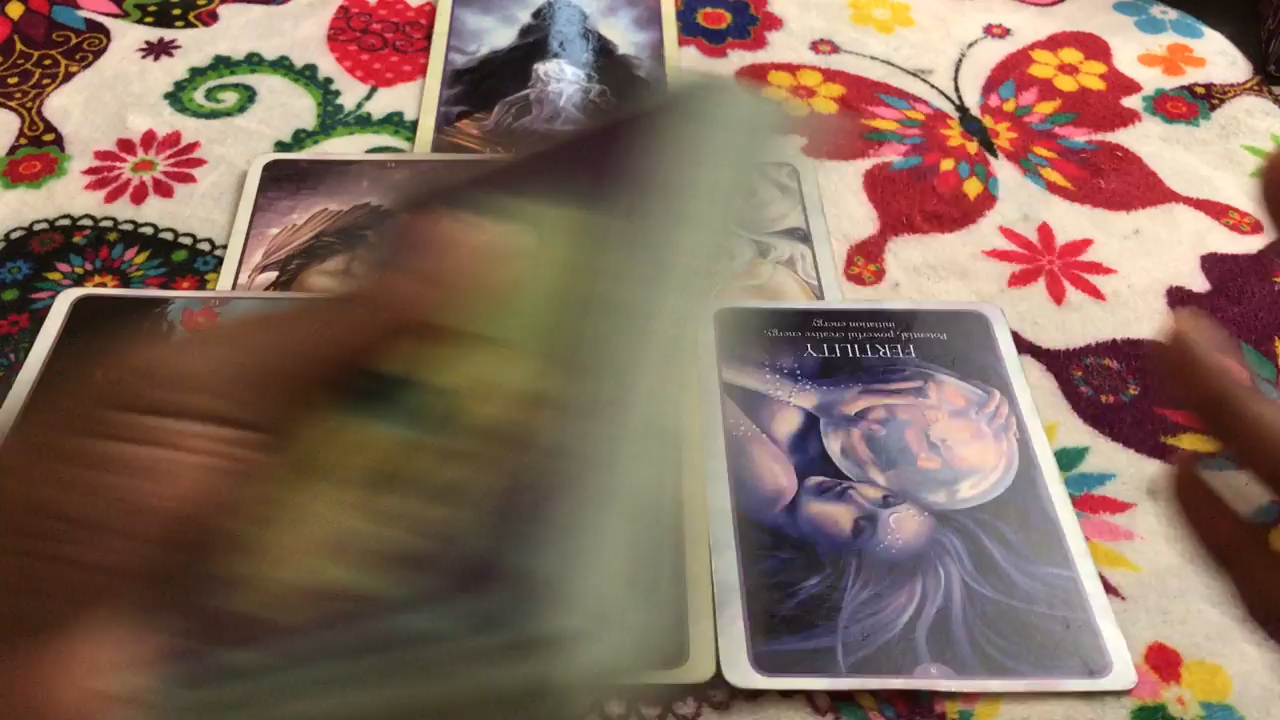 FERTILITY
Potential, powerful creative energy,
initiation energy